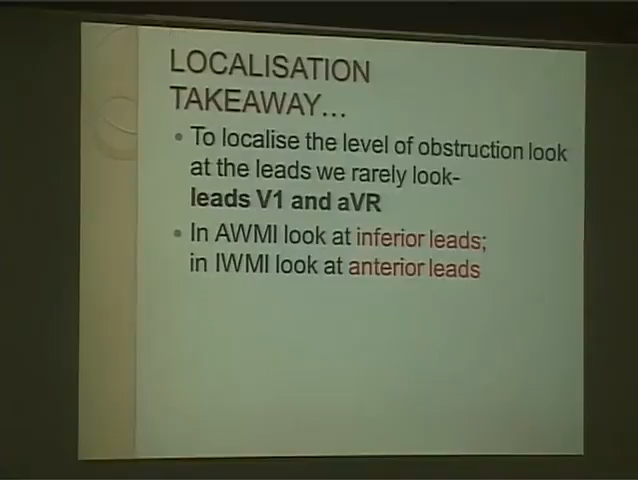 LOCALISATION
TAKEAWAY...
• To localise the level of obstruction look
at the leads we rarely look-
leads V1 and aVR
• In AWMI look at inferior leads;
in IWMI look at anterior leads